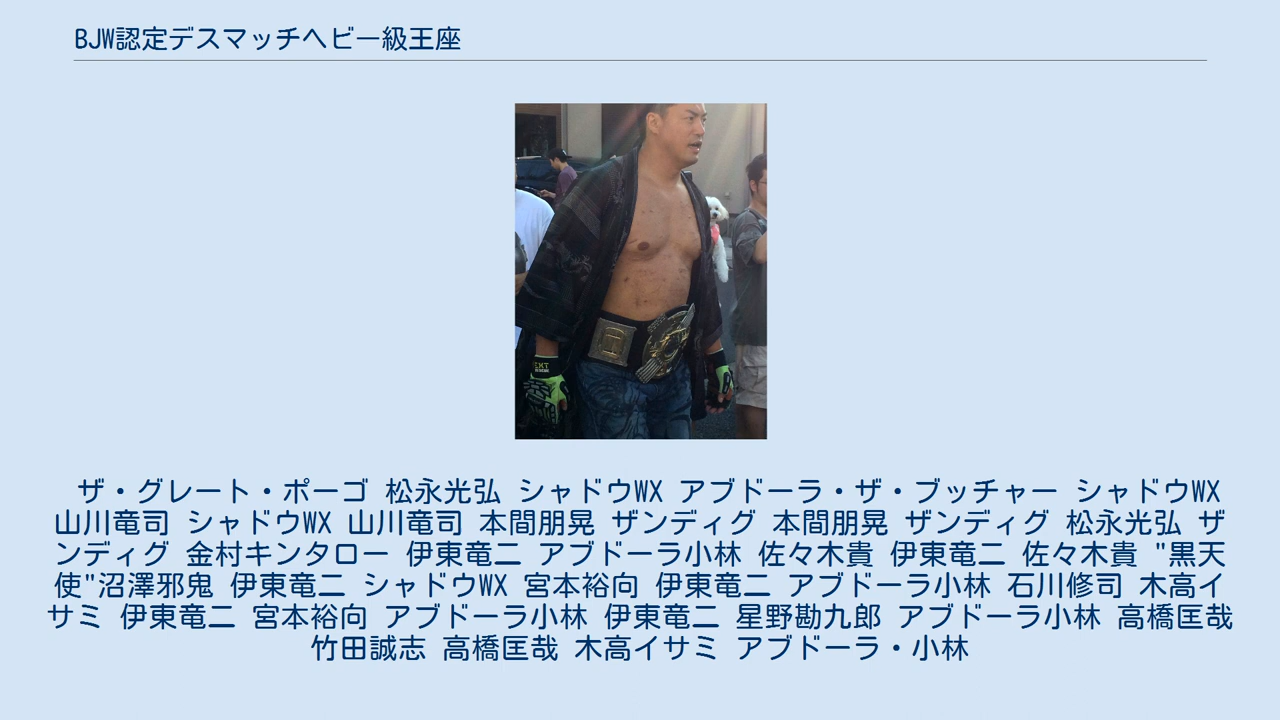 BJW認定デスマッチヘビー級王座
ザ・グレート・ポーゴ 松永光弘 シャドウWX アブドーラ・ザ・ブッチャー シャドウWX
山川竜司 シャドウWX 山川竜司 本間朋晃 ザンディグ 本間朋晃 ザンディグ 松永光弘 ザ
ンディグ 金村キンタロー 伊東竜二 アブドーラ小林 佐々木貴 伊東竜二 佐々木貴 "黒天
使"沼澤邪鬼 伊東竜二 シャドウWX 宮本裕向 伊東竜二 アブドーラ小林 石川修司 木高イ
サミ 伊東竜二 宮本裕向 アブドーラ小林 伊東竜二 星野勘九郎 アブドーラ小林 高橋匡哉
竹田誠志 高橋匡哉 木高イサミ アブドーラ・小林